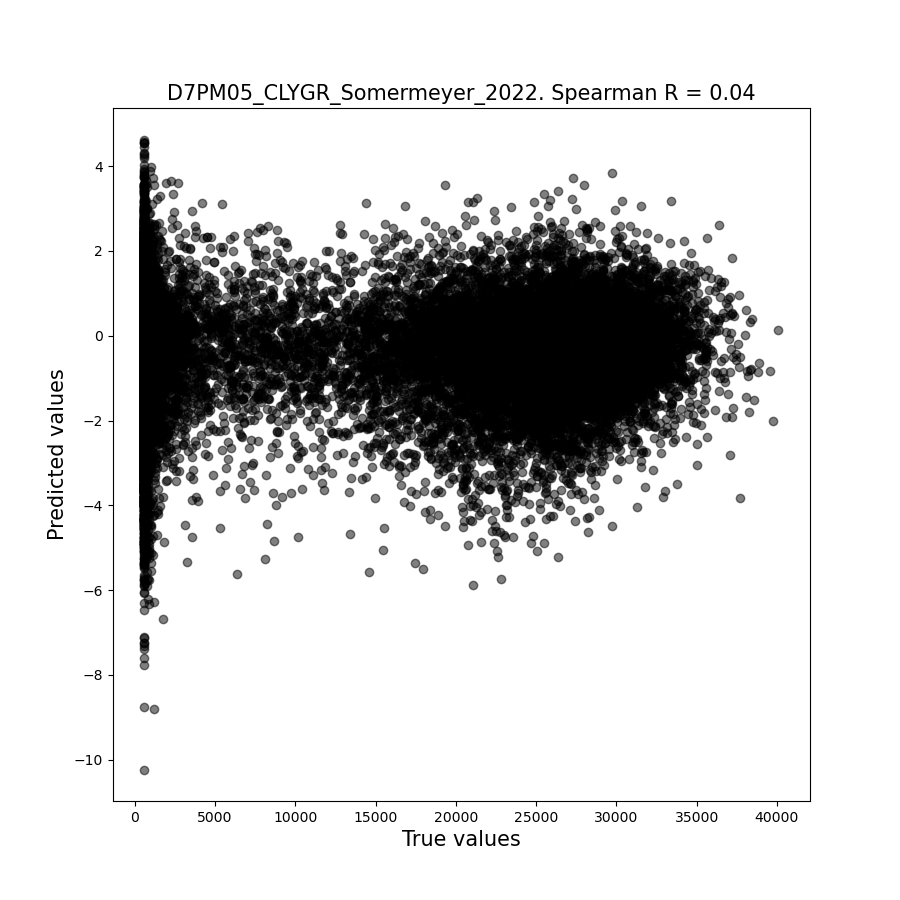 D7PM05_CLYGR_Somermeyer_2022. Spearman R = 0.04
4
2
0
−2
−4
−6
−8
−10
Predicted values
0 5000 10000 15000 20000 25000 30000 35000 40000
True values